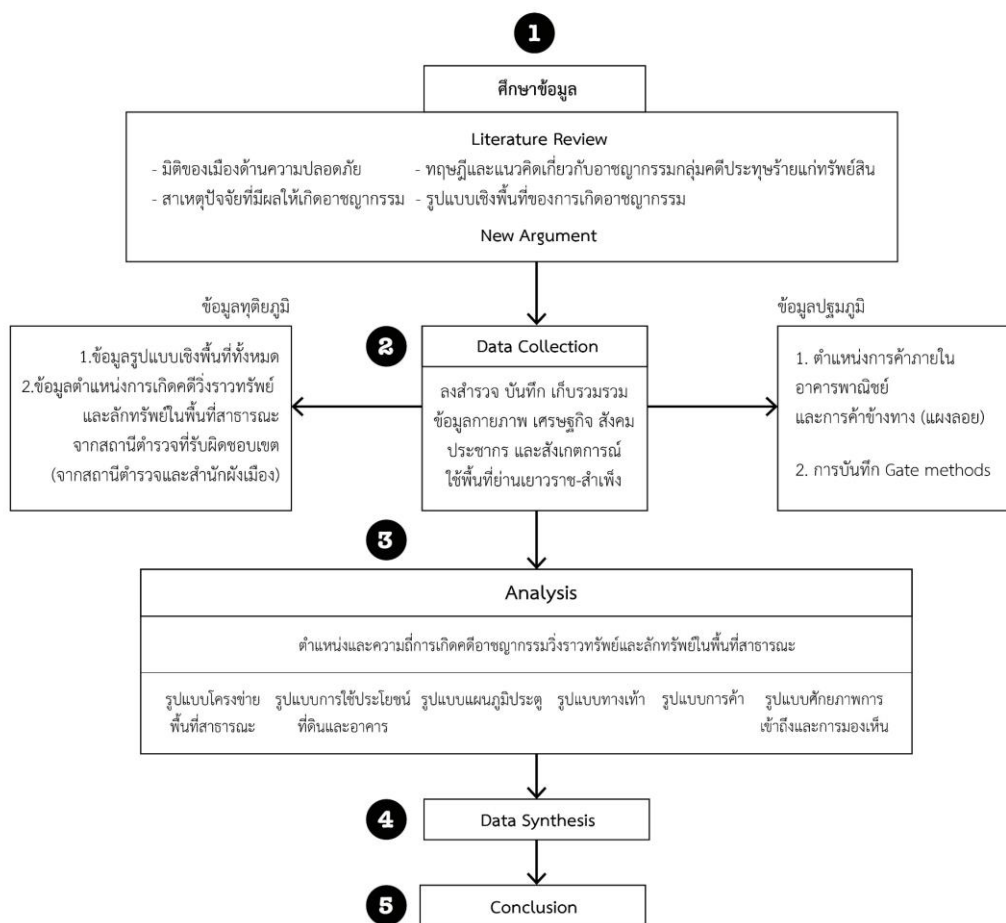 1
ศึกษาข้อมูล
Literature Review
- มิติของเมืองด้านความปลอดภัย - ทฤษฎีและแนวคิดเกี่ยวกับอาชญากรรมกลุ่มคดีประทุษร้ายแก่ทรัพย์สิน
- สาเหตุปัจจัยที่มีผลให้เกิดอาชญากรรม - รูปแบบเชิงพื้นที่ของการเกิดอาชญากรรม
New Argument
ข้อมูลทุติยภูมิ
1.ข้อมูลรูปแบบเชิงพื้นที่ทั้งหมด
2.ข้อมูลตำแหน่งการเกิดคดีวิ่งราวทรัพย์
และลักทรัพย์ในพื้นที่สาธารณะ
จากสถานีตำรวจที่รับผิดชอบเขต
(จากสถานีตำรวจและสำนักผังเมือง)
2
Data Collection
ลงสำรวจ บันทึก เก็บรวมรวม
ข้อมูลกายภาพ เศรษฐกิจ สังคม
ประชากร และสังเกตการณ์
ใช้พื้นที่ย่านเยาวราช-สำเพ็ง
ข้อมูลปฐมภูมิ
1. ตำแหน่งการค้าภายใน
อาคารพาณิชย์
และการค้าข้างทาง (แผงลอย)
2. การบันทึก Gate methods
3
Analysis
ตำแหน่งและความถี่การเกิดคดีอาชญากรรมวิ่งราวทรัพย์และลักทรัพย์ในพื้นที่สาธารณะ
รูปแบบโครงข่าย
พื้นที่สาธารณะ
รูปแบบการใช้ประโยชน์
ที่ดินและอาคาร
รูปแบบแผนภูมิประตู
รูปแบบทางเท้า
รูปแบบการค้า
รูปแบบศักยภาพการ
เข้าถึงและการมองเห็น
4
Data Synthesis
5
Conclusion